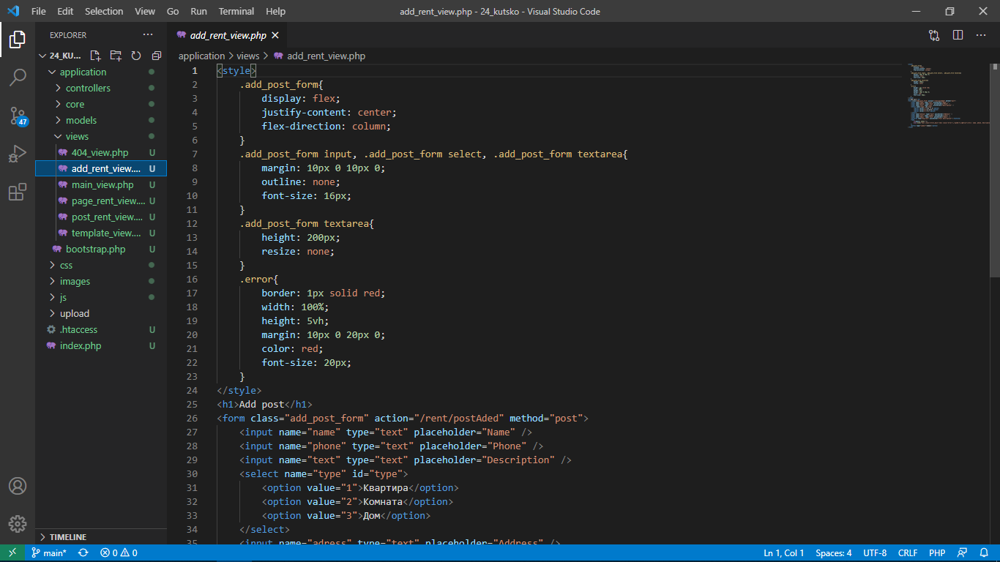 File Edit Selection View Go Run Terminal Help
add_rent_view.php - 24_kutsko - Visual Studio Code
EXPLORER
24_KU...
application
controllers
core
models
views
404_view.php U
add_rent_view.... U
main_view.php U
page_rent_view.... U
post_rent_view.... U
template_view.... U
bootstrap.php U
css
images
js
upload
.htaccess U
index.php U
TIMELINE
47
add_rent_view.php
application > views > add_rent_view.php
1 <style>
2 .add_post_form{
3 display: flex;
4 justify-content: center;
5 flex-direction: column;
6 }
7 .add_post_form input, .add_post_form select, .add_post_form textarea{
8 margin: 10px 0 10px 0;
9 outline: none;
10 font-size: 16px;
11 }
12 .add_post_form textarea{
13 height: 200px;
14 resize: none;
15 }
16 .error{
17 border: 1px solid red;
18 width: 100%;
19 height: 5vh;
20 margin: 10px 0 20px 0;
21 color: red;
22 font-size: 20px;
23 }
24 </style>
25 <h1>Add post</h1>
26 <form class="add_post_form" action="/rent/postAded" method="post">
27 <input name="name" type="text" placeholder="Name" />
28 <input name="phone" type="text" placeholder="Phone" />
29 <input name="text" type="text" placeholder="Description" />
30 <select name="type" id="type">
31 <option value="1">Квартира</option>
32 <option value="2">Комната</option>
33 <option value="3">Дом</option>
34 </select>
35 <input name="adress" type="text" placeholder="Address" />
main* 0 0
Ln 1, Col 1 Spaces: 4 UTF-8 CRLF PHP